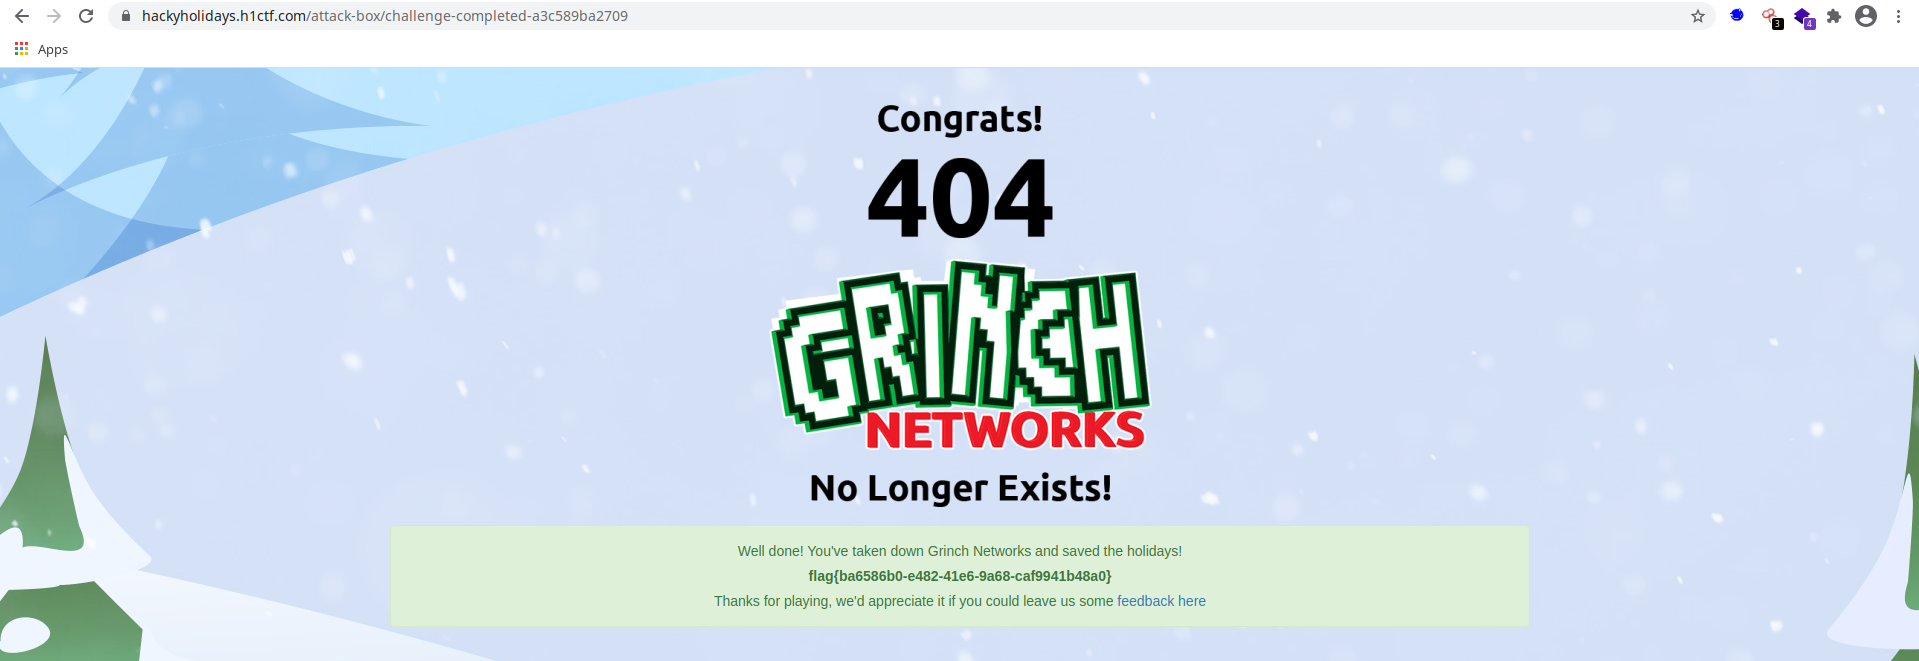 hackyholidays.h1ctf.com/attack-box/challenge-completed-a3c589ba2709
3
4
Apps
Congrats!
404
GRINCH
NETWORKS
No Longer Exists!
Well done! You've taken down Grinch Networks and saved the holidays!
flag{ba6586b0-e482-41e6-9a68-caf9941b48a0}
Thanks for playing, we'd appreciate it if you could leave us some feedback here